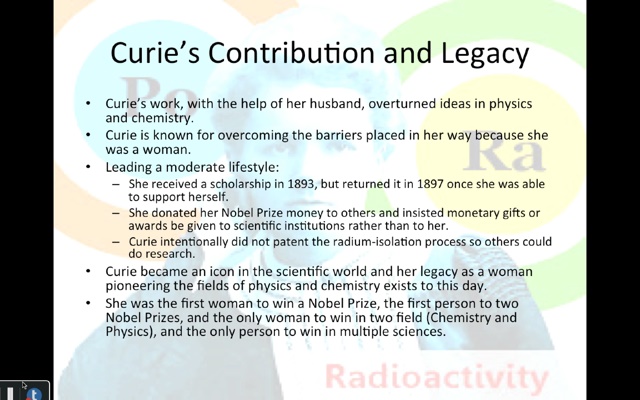 Curie's Contribution and Legacy
Po
Ra
• Curie's work, with the help of her husband, overturned ideas in physics
and chemistry.
• Curie is known for overcoming the barriers placed in her way because she
was a woman.
• Leading a moderate lifestyle:
– She received a scholarship in 1893, but returned it in 1897 once she was able
to support herself.
– She donated her Nobel Prize money to others and insisted monetary gifts or
awards be given to scientific institutions rather than to her.
– Curie intentionally did not patent the radium-isolation process so others could
do research.
• Curie became an icon in the scientific world and her legacy as a woman
pioneering the fields of physics and chemistry exists to this day.
• She was the first woman to win a Nobel Prize, the first person to two
Nobel Prizes, and the only woman to win in two field (Chemistry and
Physics), and the only person to win in multiple sciences.
Radioactivity
t